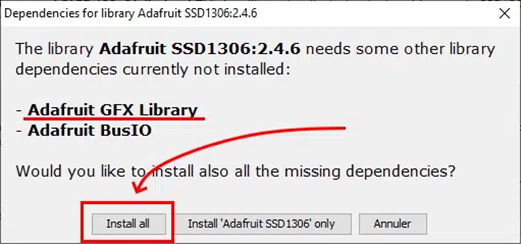 Dependencies for library Adafruit SSD1306:2.4.6
The library Adafruit SSD1306:2.4.6 needs some other library
dependencies currently not installed:
- Adafruit GFX Library
- Adafruit BusIO
Would you like to install also all the missing dependencies?
Install all Install 'Adafruit SSD1306' only Annuler